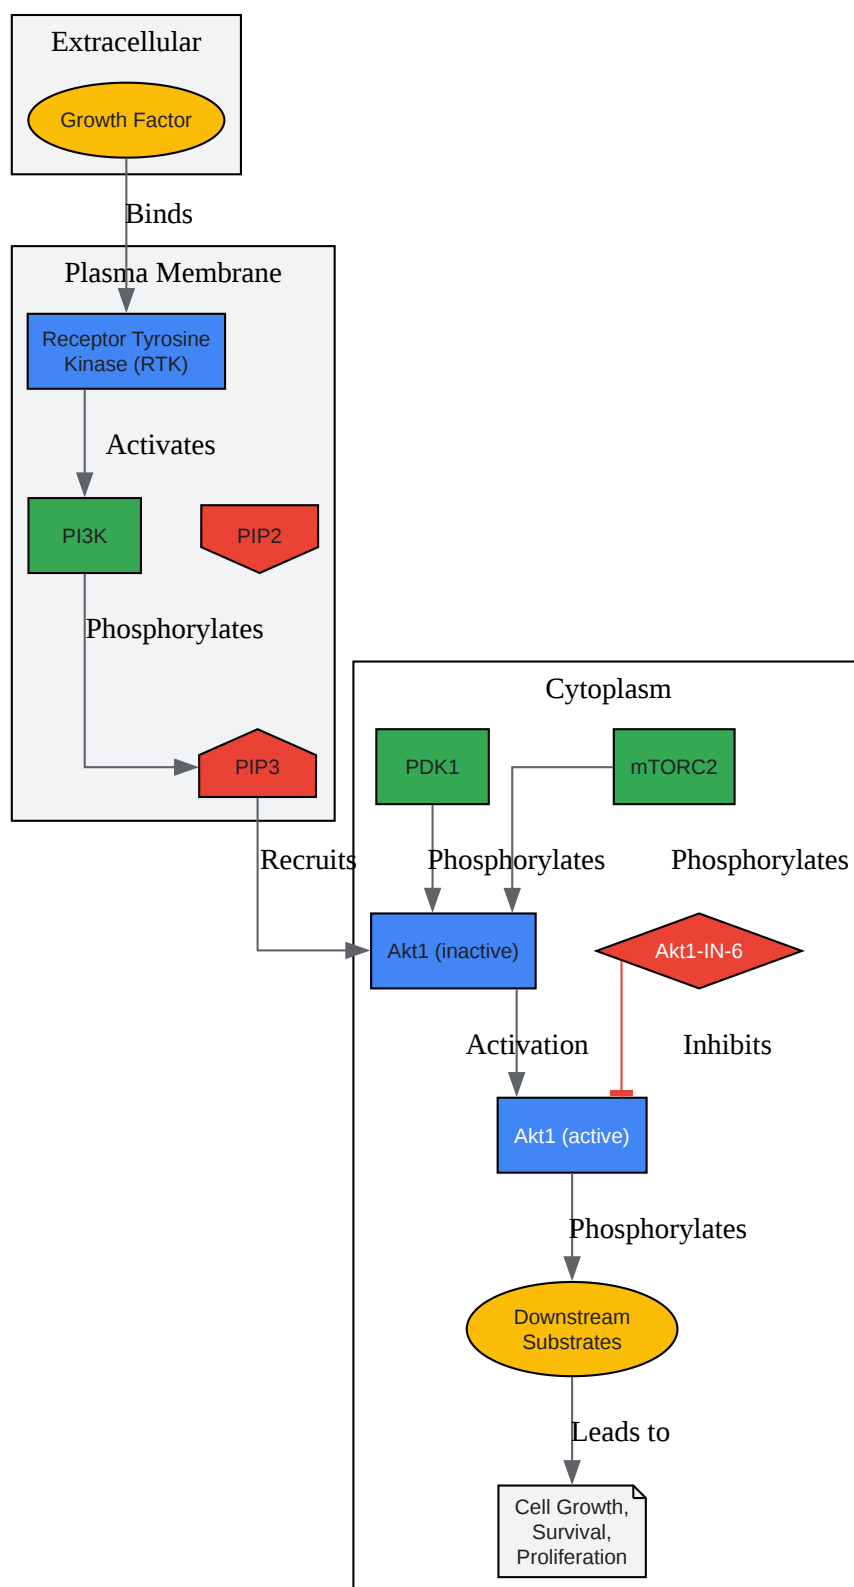 Extracellular
Growth Factor
Binds
Plasma Membrane
Receptor Tyrosine
Kinase (RTK)
Activates
PI3K
PIP2
Phosphorylates
Cytoplasm
PIP3
PDK1
mTORC2
Recruits
Phosphorylates
Phosphorylates
Akt1 (inactive)
Akt1-IN-6
Activation
Inhibits
Akt1 (active)
Phosphorylates
Downstream
Substrates
Leads to
Cell Growth,
Survival,
Proliferation